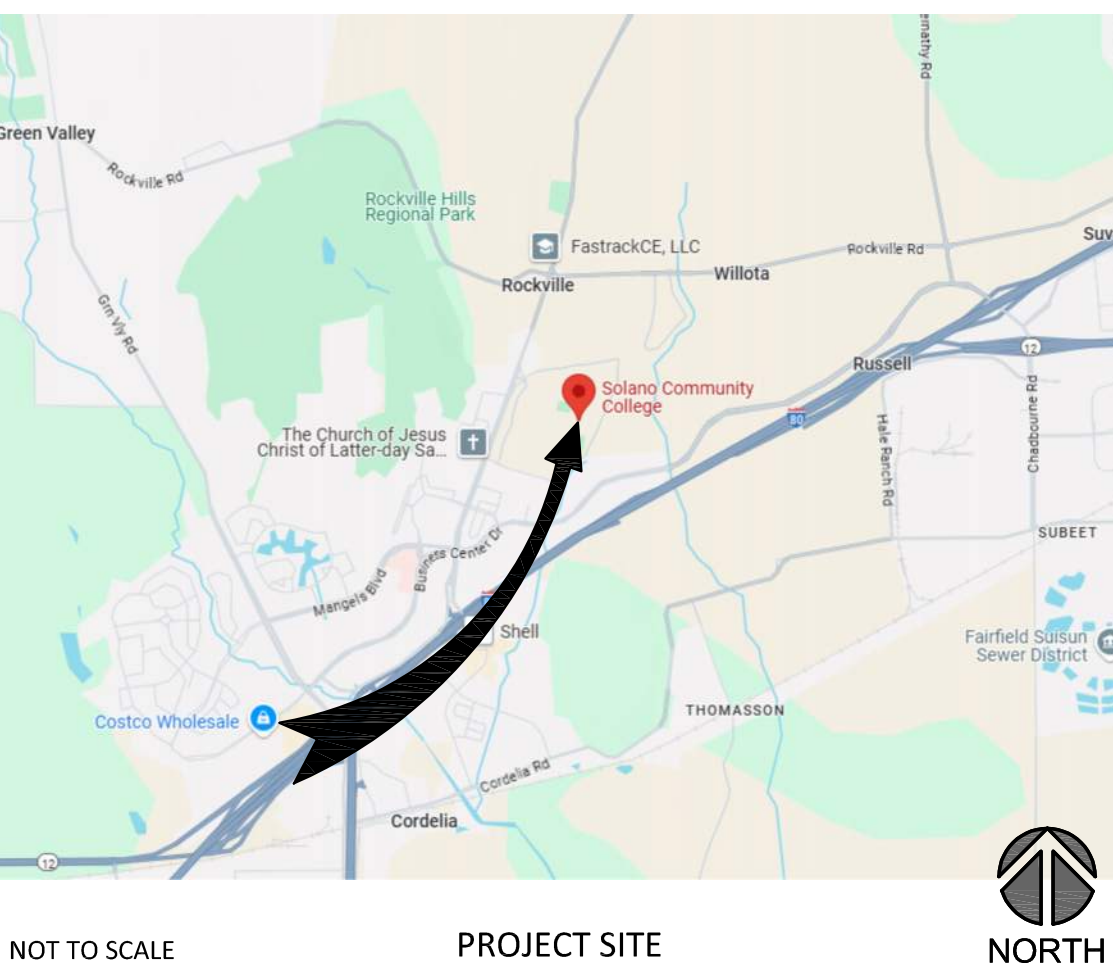 ernathy Rd
Green Valley
Rockville Rd
Rockville Hills
Regional Park
Suv
FastrackCE, LLC
Rockville Rd
Willota
Rockville
Grn Vly Rd
12
Russell
Solano Community
College
Chadbourne Rd
80
Hale Ranch Rd
The Church of Jesus
Christ of Latter-day Sa...
SUBEET
Business Center Dr
Mangels Blvd
Shell
Fairfield Suisun
Sewer District
THOMASSON
Costco Wholesale
Cordelia Rd
Cordelia
12
NOT TO SCALE
PROJECT SITE
NORTH